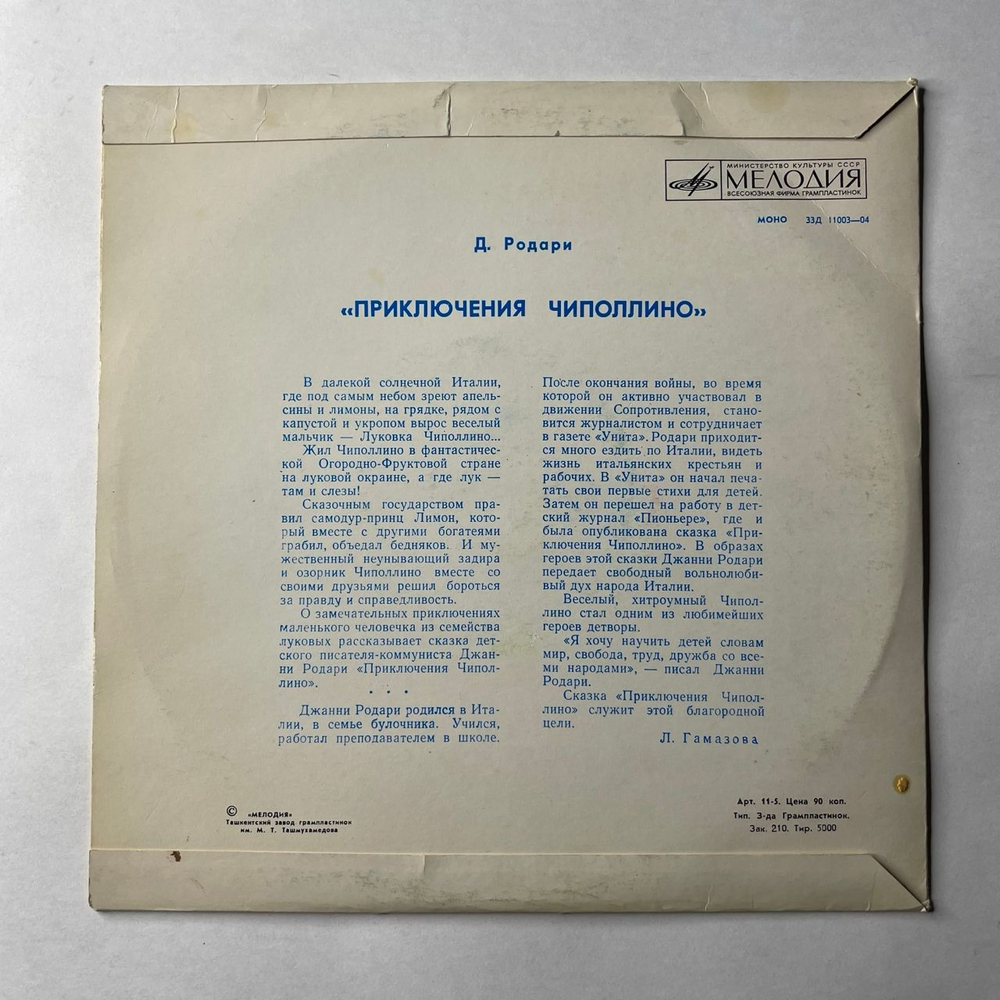 МИНИСТЕРСТВО КУЛЬТУРЫ СССР
МЕЛОДИЯ
ВСЕСОЮЗНАЯ ФИРМА ГРАМПЛАСТИНОК
МОНО 33Д 11003—04
Д. Родари
«ПРИКЛЮЧЕНИЯ ЧИПОЛЛИНО»
В далекой солнечной Италии,
где под самым небом зреют апель-
сины и лимоны, на грядке, рядом с
капустой и укропом вырос веселый
мальчик — Луковка Чиполлино...
Жил Чиполлино в фантастичес-
кой Огородно-Фруктовой стране
на луковой окраине, а где лук —
там и слезы!
Сказочным государством пра-
вил самодур-принц Лимон, кото-
рый вместе с другими богатеями
грабил, объедал бедняков. И му-
жественный неунывающий задира
и озорник Чиполлино вместе со
своими друзьями решил бороться
за правду и справедливость.
О замечательных приключениях
маленького человечка из семейства
луковых рассказывает сказка дет-
ского писателя-коммуниста Джан-
ни Родари «Приключения Чипол-
лино».
• • •
Джанни Родари родился в Ита-
лии, в семье булочника. Учился,
работал преподавателем в школе.
После окончания войны, во время
которой он активно участвовал в
движении Сопротивления, стано-
вится журналистом и сотрудничает
в газете «Унита». Родари приходит-
ся много ездить по Италии, видеть
жизнь итальянских крестьян и
рабочих. В «Унита» он начал печа-
тать свои первые стихи для детей.
Затем он перешел на работу в дет-
ский журнал «Пионьере», где и
была опубликована сказка «При-
ключения Чиполлино». В образах
героев этой сказки Джанни Родари
передает свободный вольнолюби-
вый дух народа Италии.
Веселый, хитроумный Чипол-
лино стал одним из любимейших
героев детворы.
«Я хочу научить детей словам
мир, свобода, труд, дружба со все-
ми народами», — писал Джанни
Родари.
Сказка «Приключения Чипол-
лино» служит этой благородной
цели.
Л. Гамазова
© «МЕЛОДИЯ»
Ташкентский завод грампластинок
им. М. Т. Ташмухамедова
Арт. 11-5. Цена 90 коп.
Тип. З-да Грампластинок.
Зак. 210. Тир. 5000